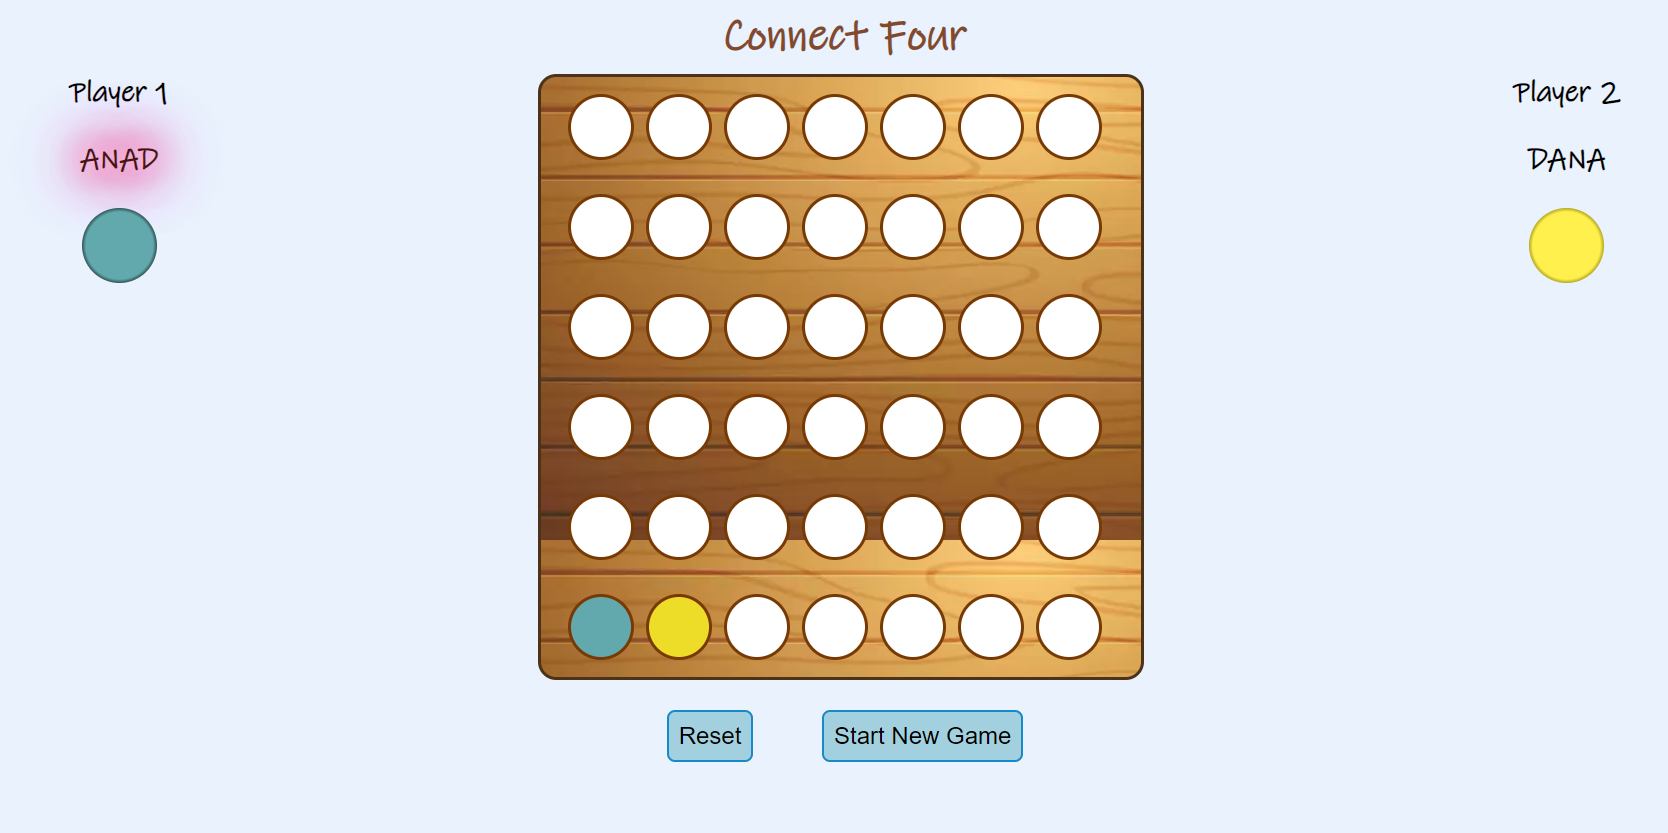 Connect Four
Player 1
ANAD
Player 2
DANA
Reset
Start New Game